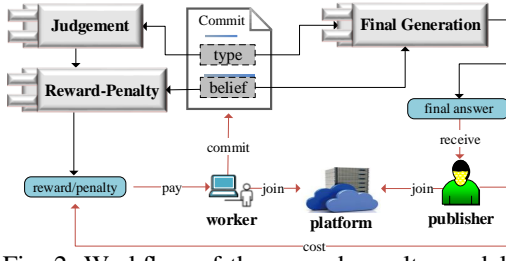 Commit
Judgement
Final Generation
type
belief
Reward-Penalty
final answer
commit
receive
reward/penalty
pay
join
join
worker
platform
publisher
cost